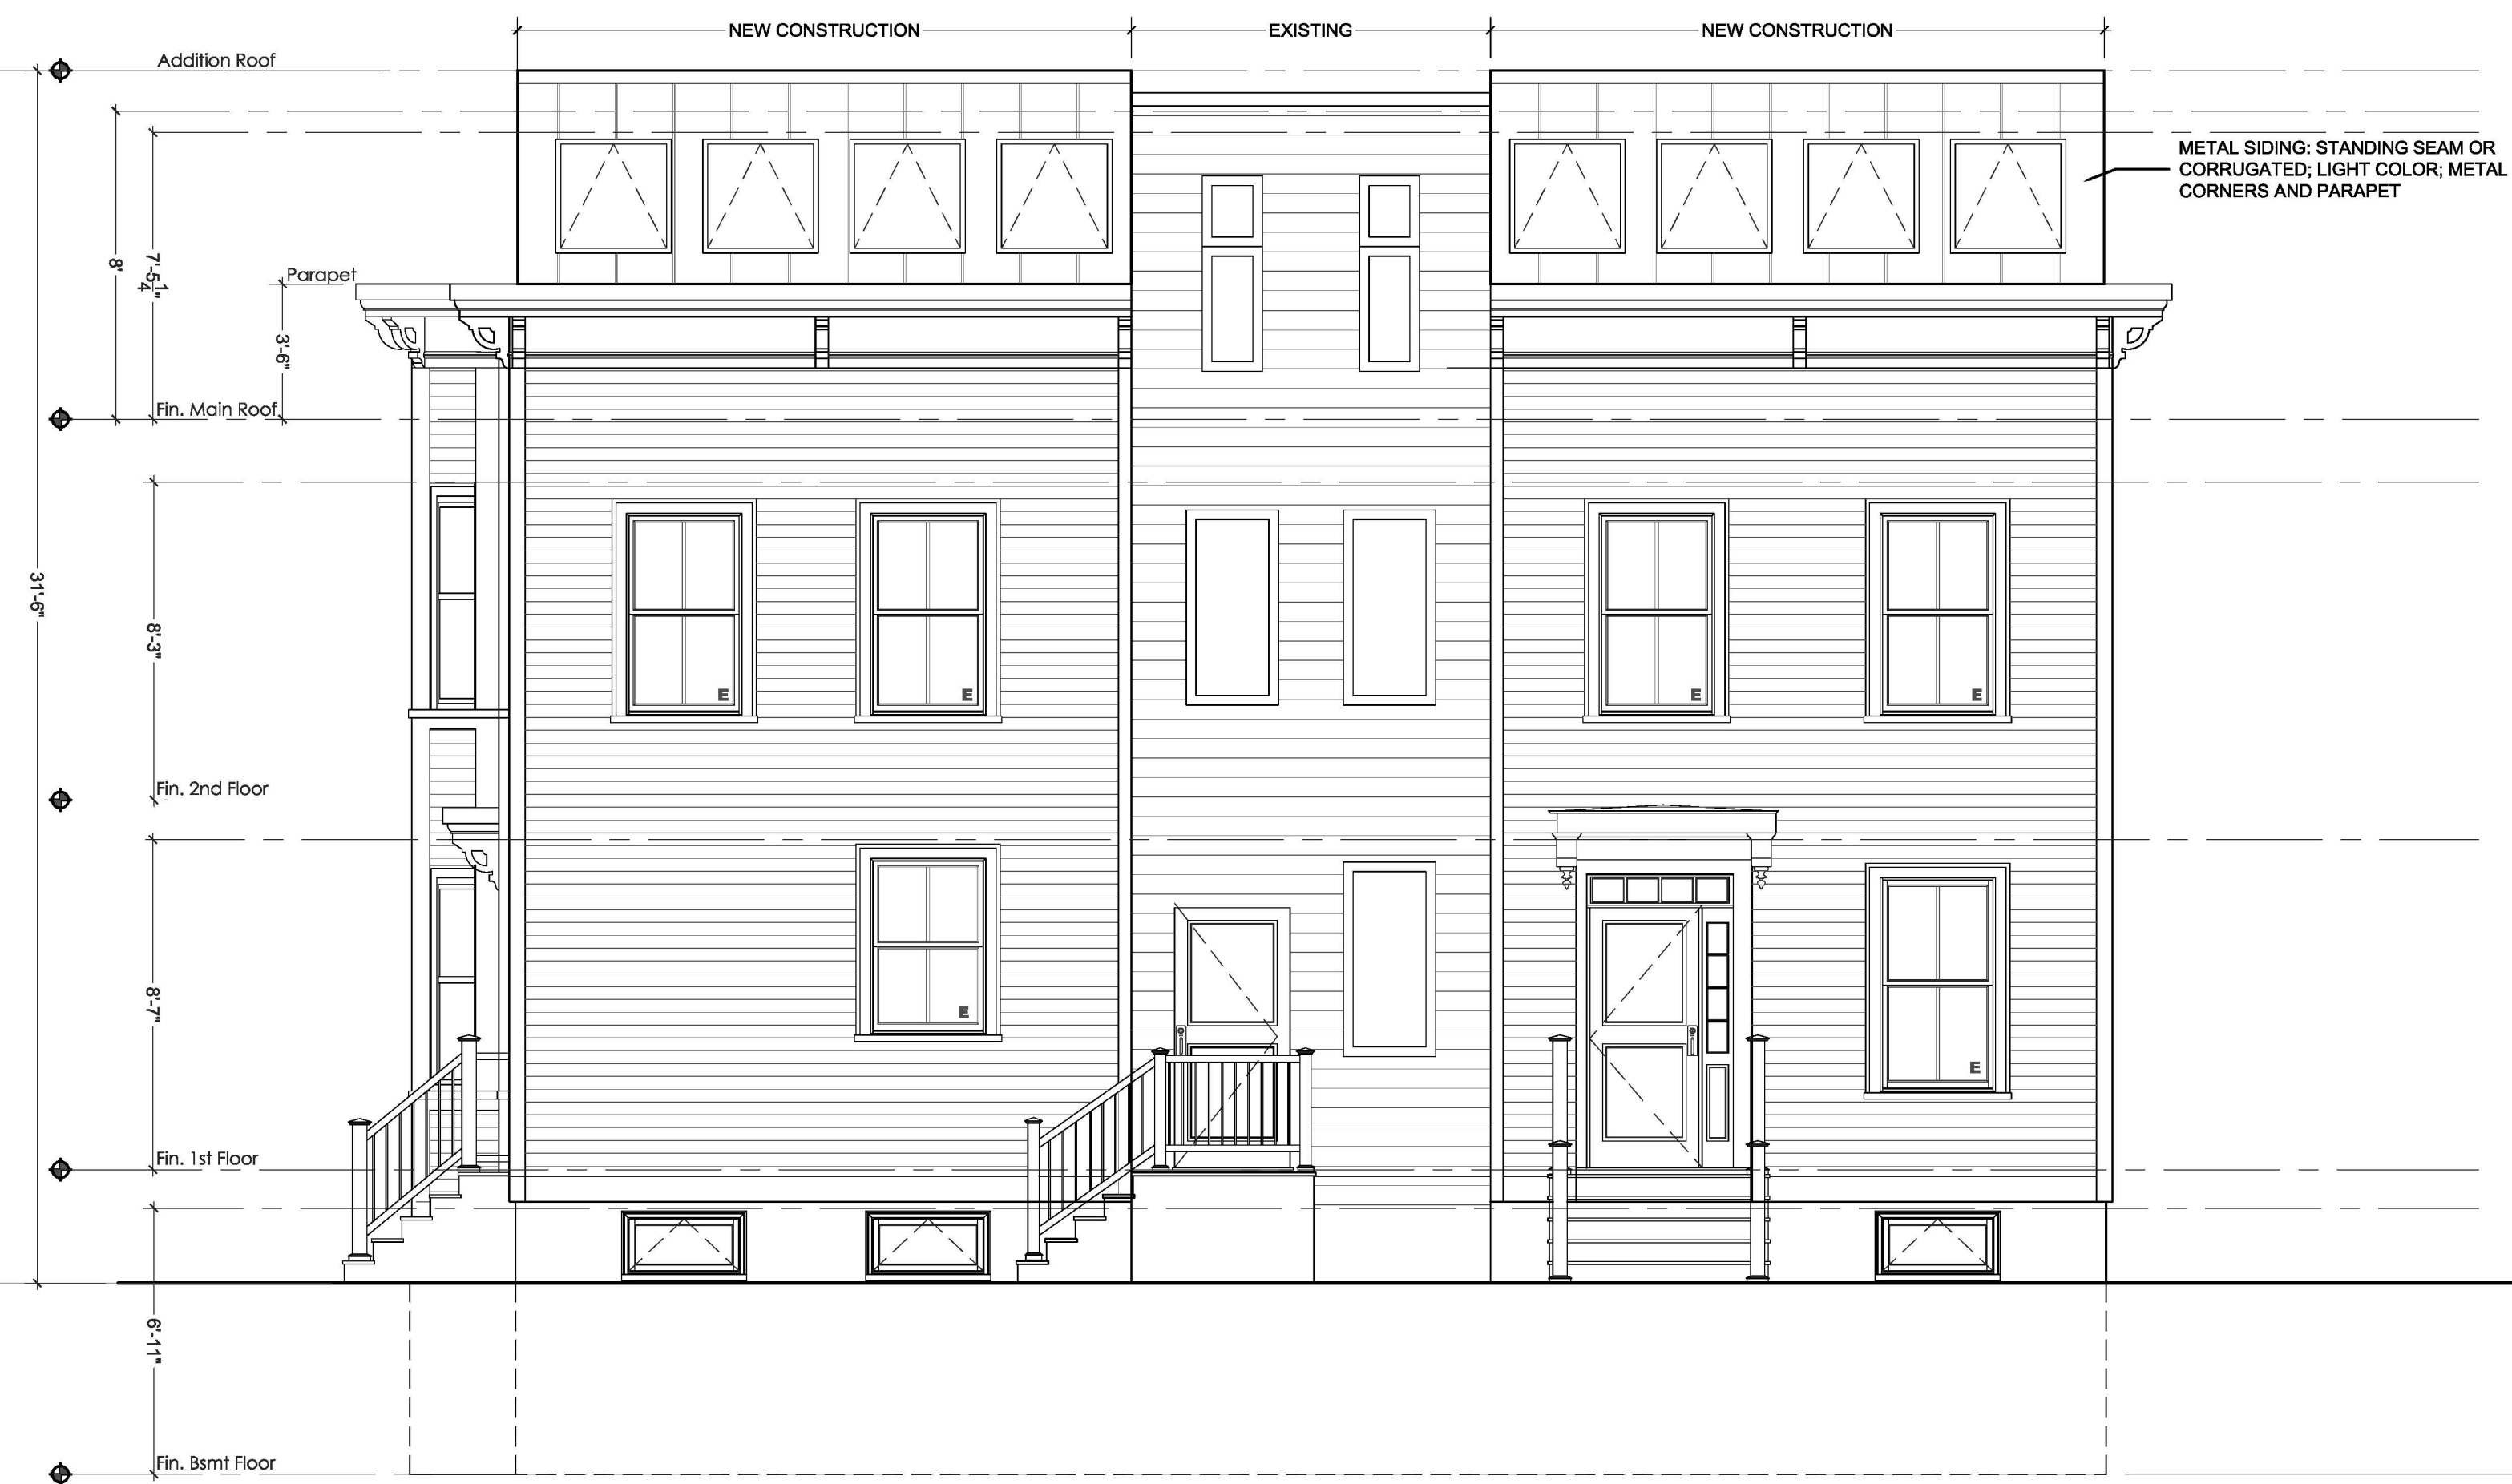 NEW CONSTRUCTION
EXISTING
NEW CONSTRUCTION
Addition Roof
METAL SIDING: STANDING SEAM OR
CORRUGATED; LIGHT COLOR; METAL
CORNERS AND PARAPET
8'
7'-5 1/4"
Parapet
3'-6"
Fin. Main Roof
31'-6"
8'-3"
E
E
E
E
Fin. 2nd Floor
8'-7"
E
E
Fin. 1st Floor
6'-11"
Fin. Bsmt Floor